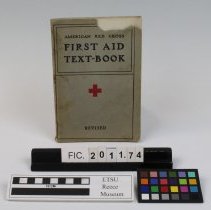 AMERICAN RED CROSS
FIRST AID
TEXT-BOOK
REVISED
FIC. 2011.74
ETSU
Reece
Museum